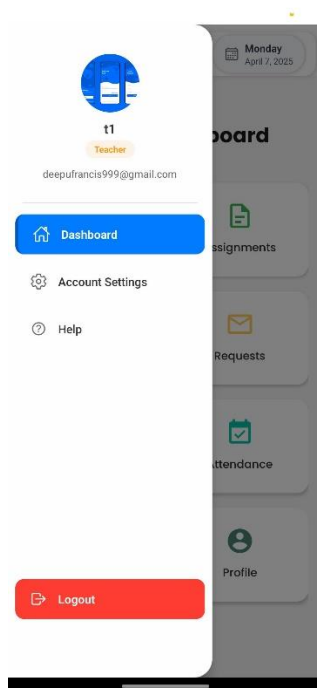 Monday
April 7, 2025
t1
Teacher
deepufrancis999@gmail.com
board
Dashboard
ssignments
Account Settings
Help
Requests
ttendance
Profile
Logout